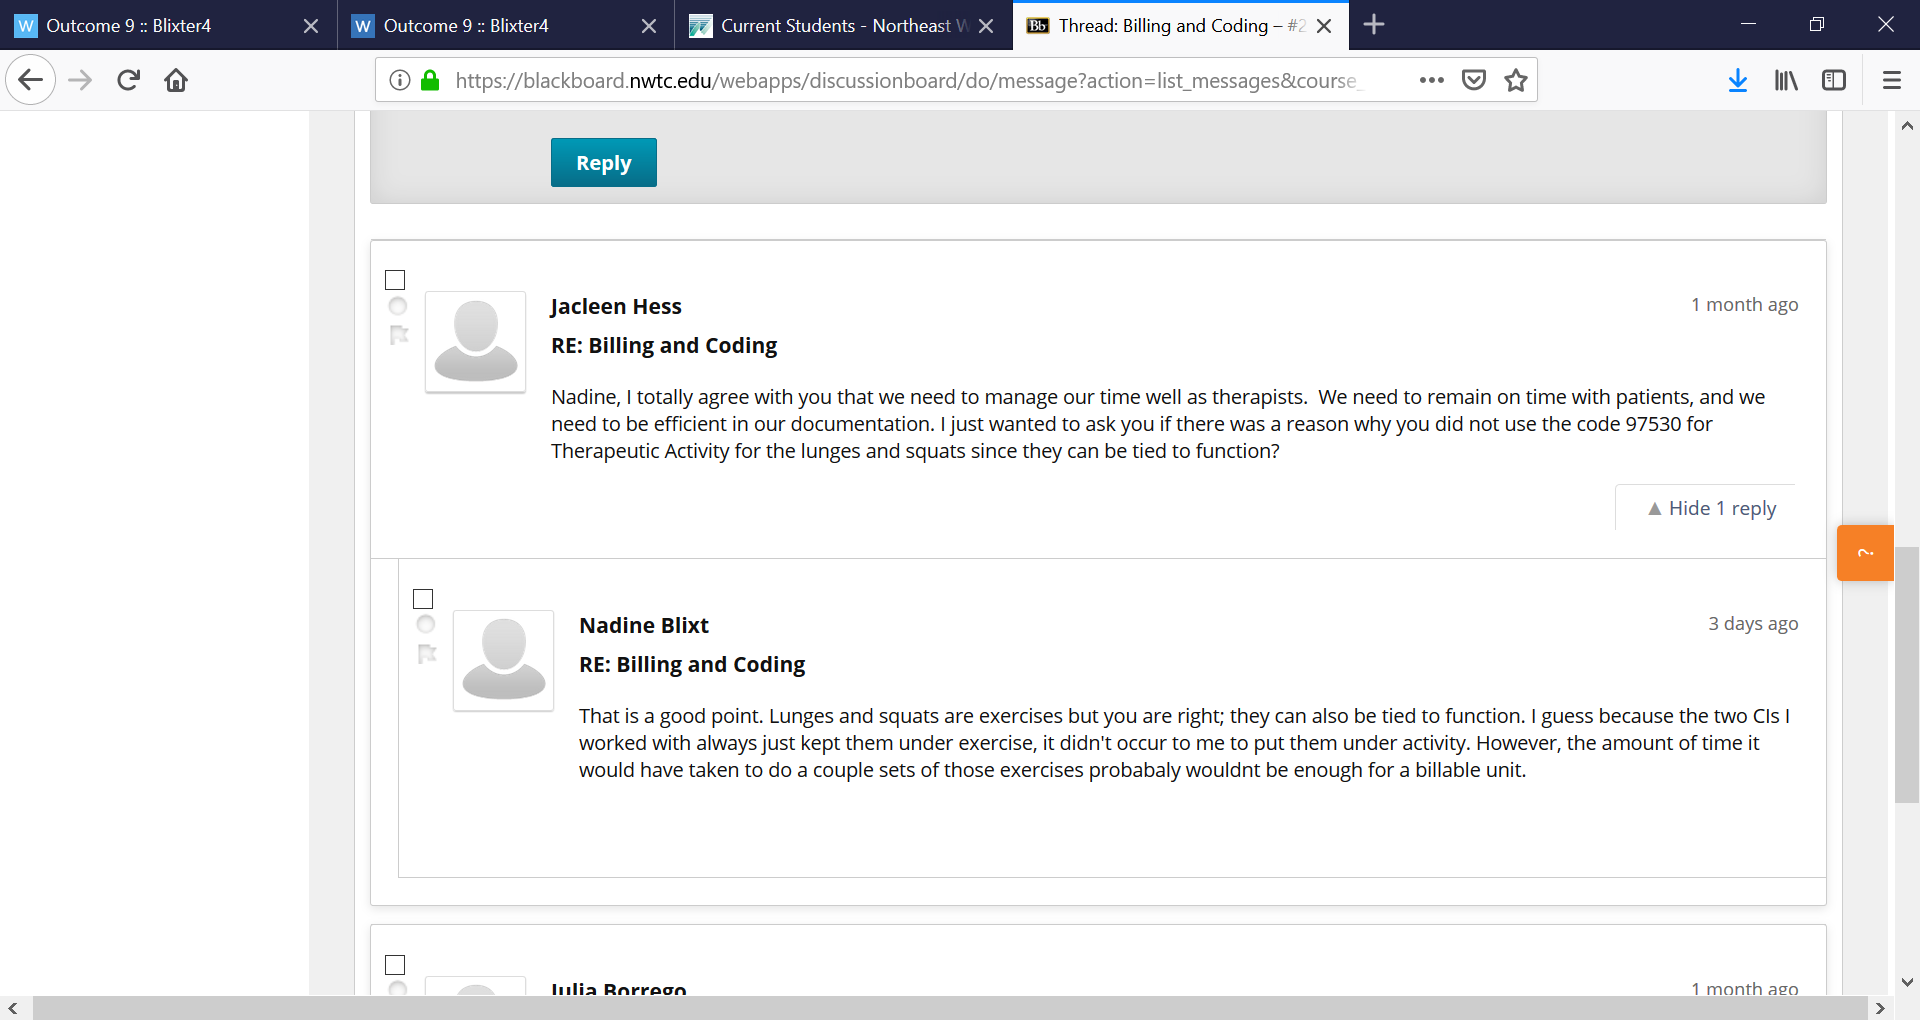 W Outcome 9 :: Blixter4
W Outcome 9 :: Blixter4
Current Students - Northeast W
Bb Thread: Billing and Coding – #2
https://blackboard.nwtc.edu/webapps/discussionboard/do/message?action=list_messages&course_
Reply
Jacleen Hess
1 month ago
RE: Billing and Coding
Nadine, I totally agree with you that we need to manage our time well as therapists.  We need to remain on time with patients, and we
need to be efficient in our documentation. I just wanted to ask you if there was a reason why you did not use the code 97530 for
Therapeutic Activity for the lunges and squats since they can be tied to function?
▲ Hide 1 reply
Nadine Blixt
3 days ago
RE: Billing and Coding
That is a good point. Lunges and squats are exercises but you are right; they can also be tied to function. I guess because the two CIs I
worked with always just kept them under exercise, it didn't occur to me to put them under activity. However, the amount of time it
would have taken to do a couple sets of those exercises probabaly wouldnt be enough for a billable unit.
?
Julia Borrego
1 month ago